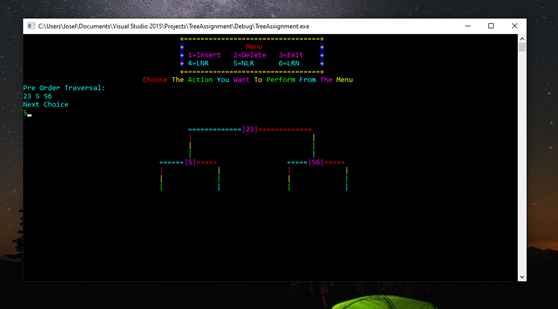 C:\Users\Josel\Documents\Visual Studio 2015\Projects\TreeAssignment\Debug\TreeAssignment.exe
Menu
1=Insert 2=Delete 3=Exit
4=LNR 5=NLR 6=LRN
Choose The Action You Want To Perform From The Menu
Pre Order Traversal:
23 5 56
Next Choice
5
|23|
|5| |56|